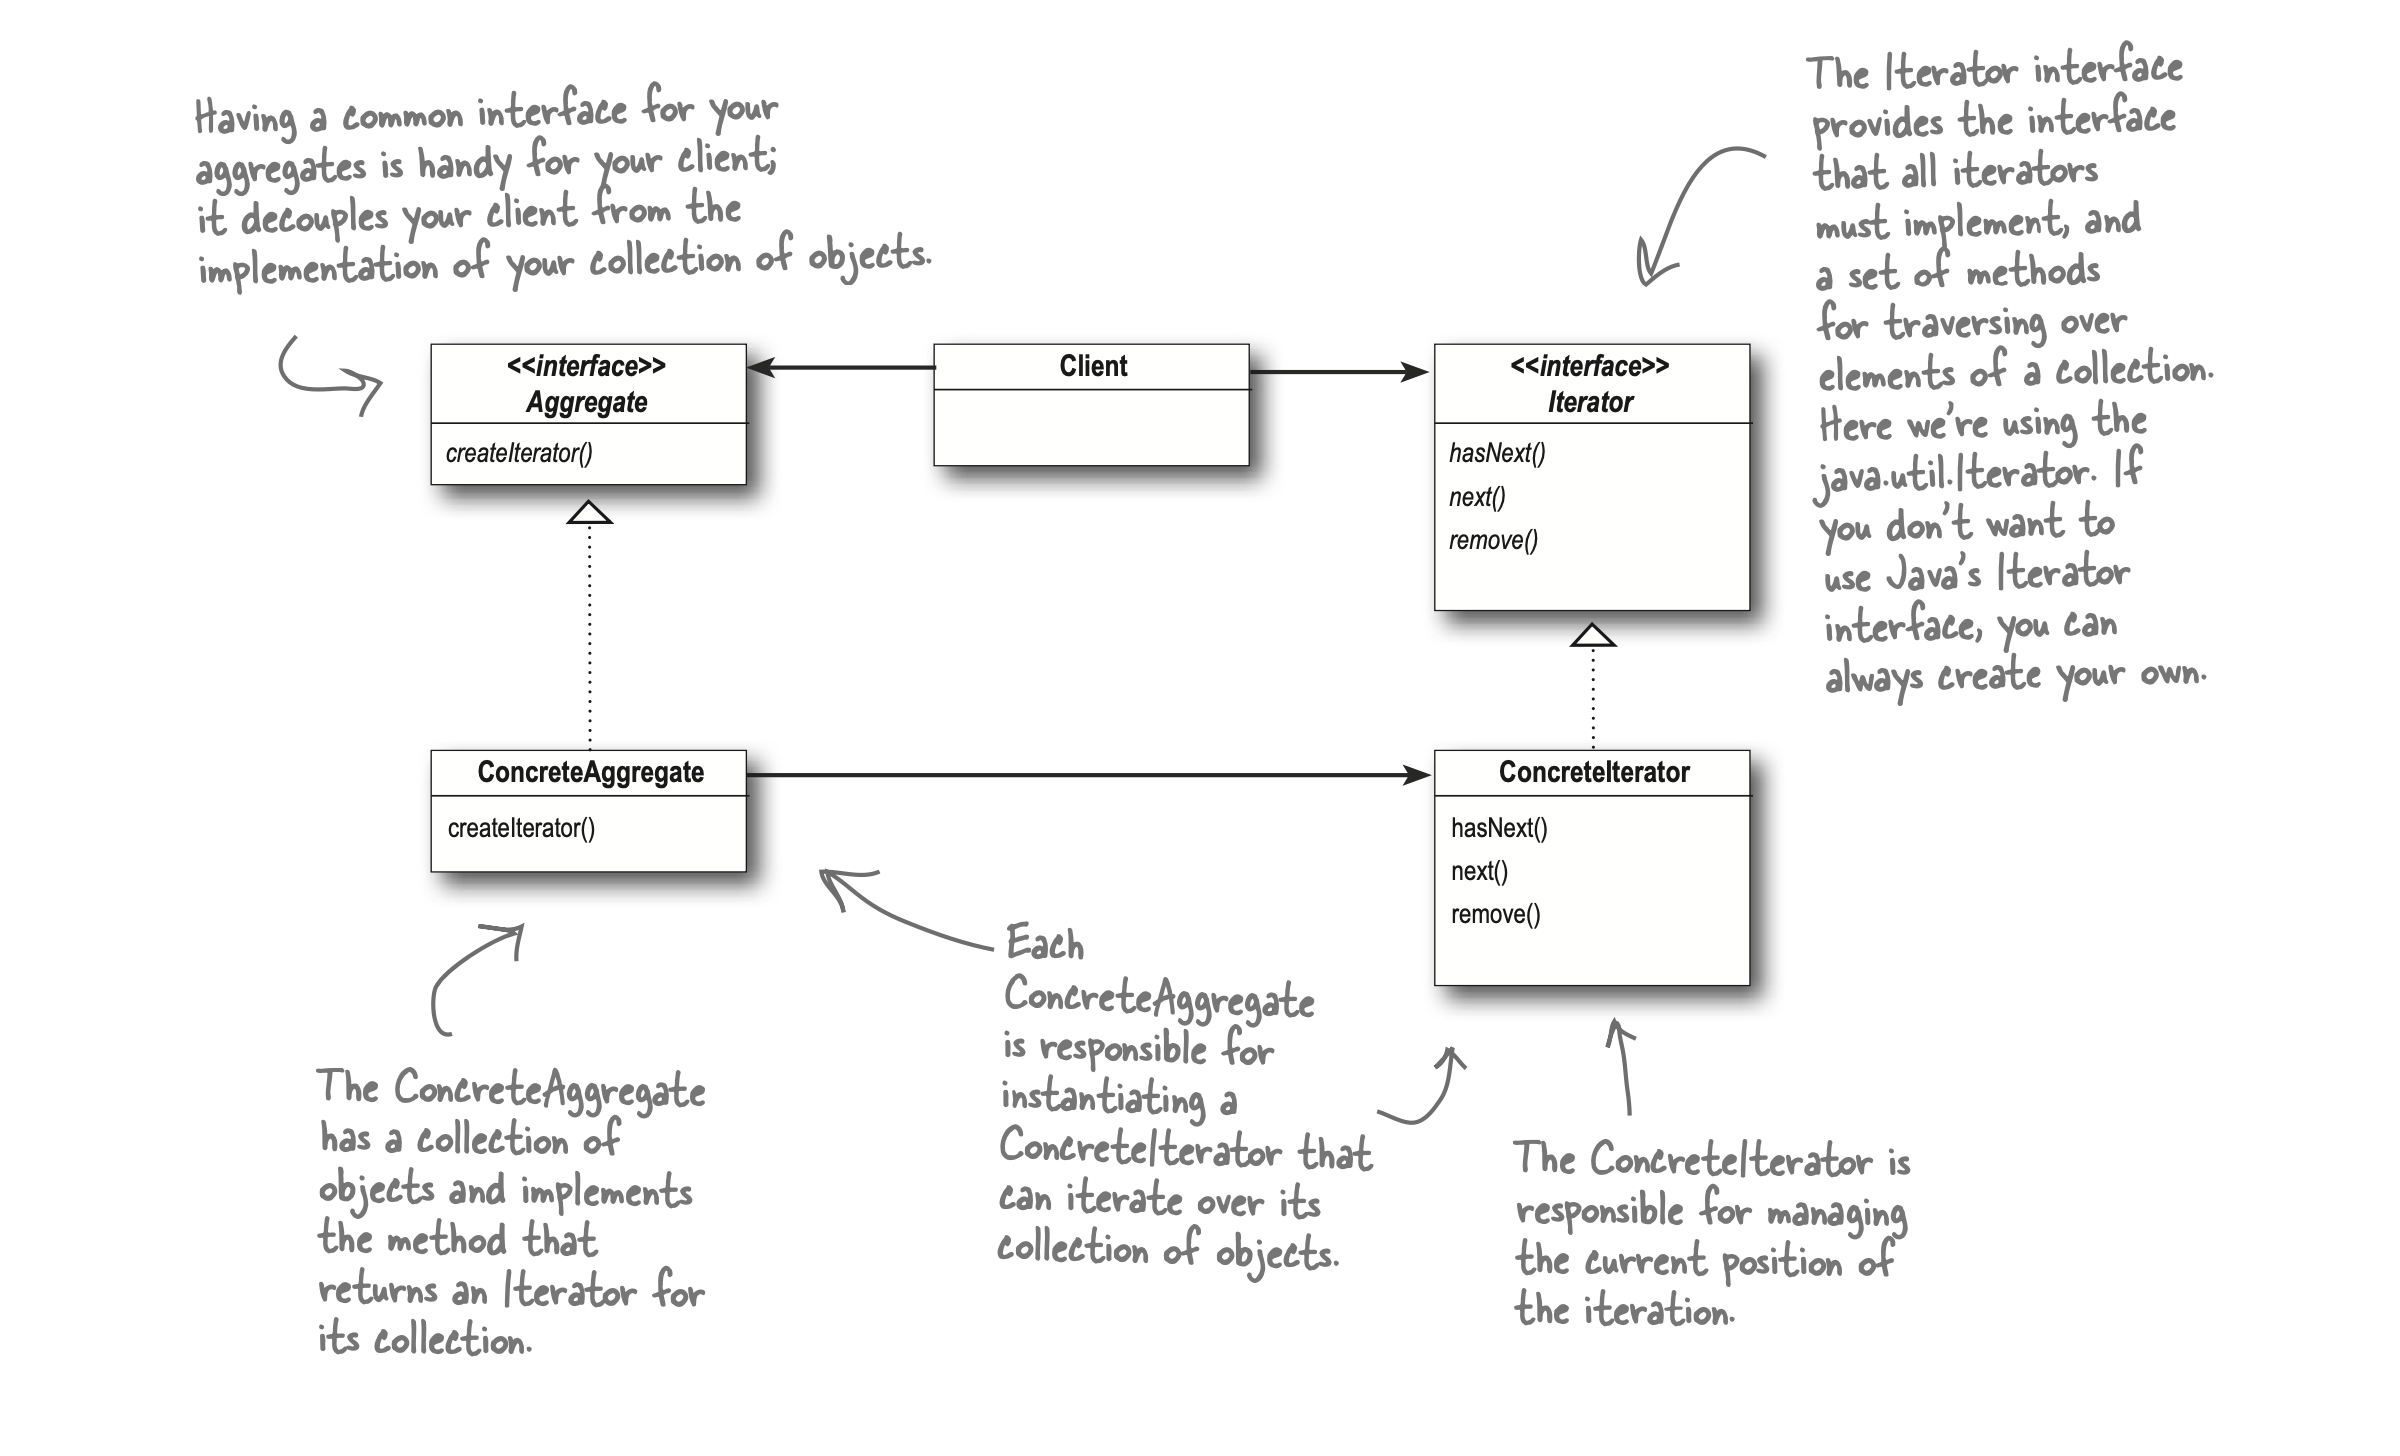 Having a common interface for your
aggregates is handy for your client;
it decouples your client from the
implementation of your collection of objects.
The Iterator interface
provides the interface
that all iterators
must implement, and
a set of methods
for traversing over
elements of a collection.
Here we're using the
java.util.Iterator. If
you don't want to
use Java's Iterator
interface, you can
always create your own.
<<interface>>
Aggregate
createIterator()
Client
<<interface>>
Iterator
hasNext()
next()
remove()
ConcreteAggregate
createIterator()
ConcreteIterator
hasNext()
next()
remove()
The ConcreteAggregate
has a collection of
objects and implements
the method that
returns an Iterator for
its collection.
Each
ConcreteAggregate
is responsible for
instantiating a
ConcreteIterator that
can iterate over its
collection of objects.
The ConcreteIterator is
responsible for managing
the current position of
the iteration.